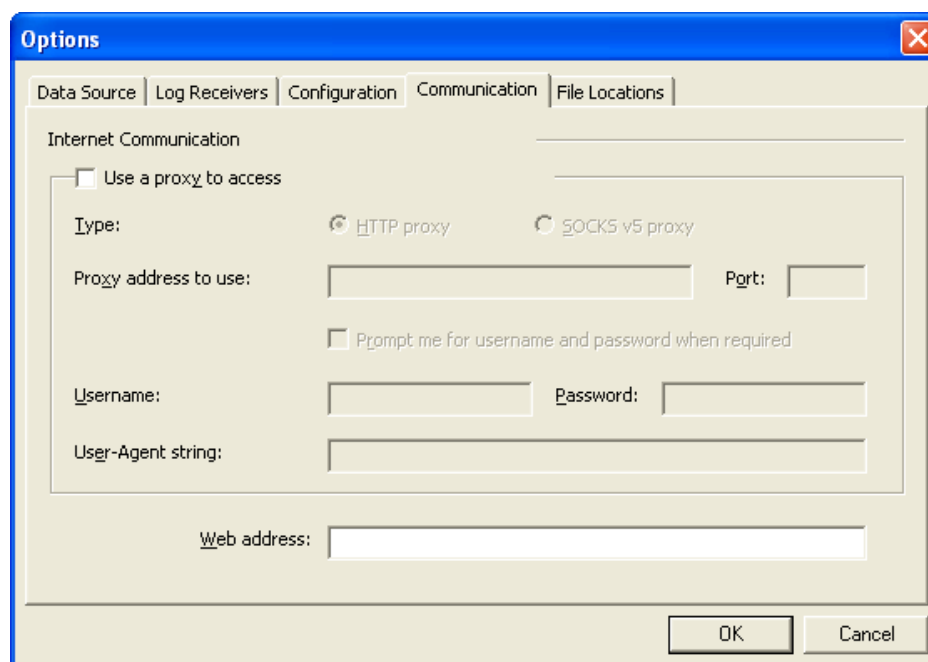 Options
Data Source Log Receivers Configuration Communication File Locations
Internet Communication
Use a proxy to access
Type: HTTP proxy SOCKS v5 proxy
Proxy address to use: Port:
Prompt me for username and password when required
Username: Password:
User-Agent string:
Web address:
OK Cancel